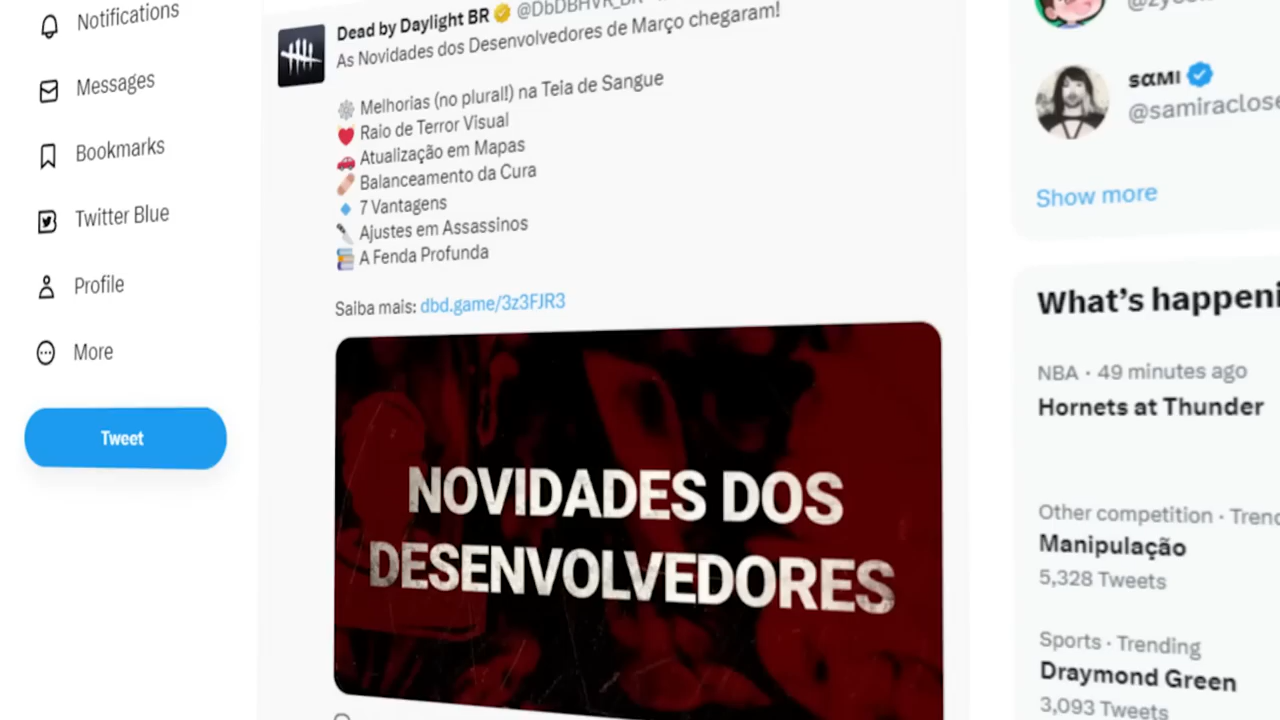 Notifications
Messages
Bookmarks
Twitter Blue
Profile
More
Tweet
Dead by Daylight BR @DbDBHVR_BR
As Novidades dos Desenvolvedores de Março chegaram!
Melhorias (no plural!) na Teia de Sangue
Raio de Terror Visual
Atualização em Mapas
Balanceamento da Cura
7 Vantagens
Ajustes em Assassinos
A Fenda Profunda
Saiba mais: dbd.game/3z3FJR3
NOVIDADES DOS
DESENVOLVEDORES
sαMI
@samiraclose
Show more
What's happeni
NBA · 49 minutes ago
Hornets at Thunder
Other competition · Trend
Manipulação
5,328 Tweets
Sports · Trending
Draymond Green
3,093 Tweets